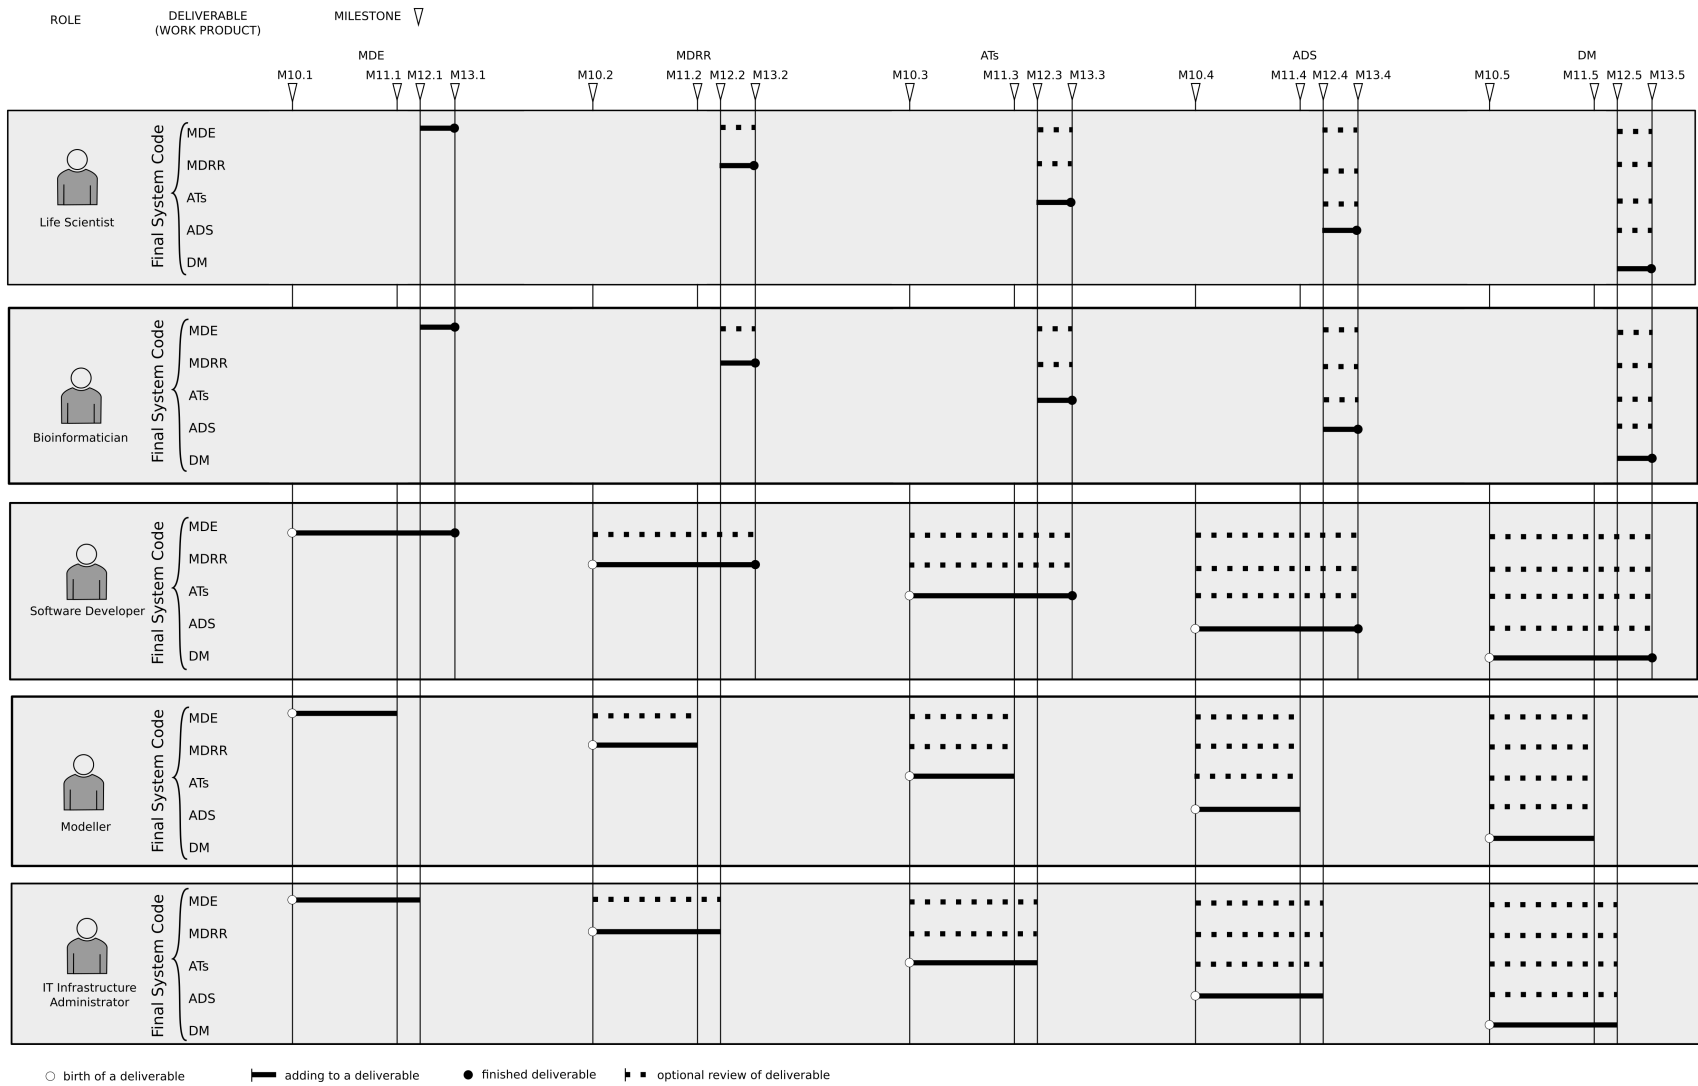 ROLE
DELIVERABLE
(WORK PRODUCT)
MILESTONE
MDE
MDRR
ATs
ADS
DM
M10.1 M11.1 M12.1 M13.1 M10.2 M11.2 M12.2 M13.2 M10.3 M11.3 M12.3 M13.3 M10.4 M11.4 M12.4 M13.4 M10.5 M11.5 M12.5 M13.5
Life Scientist
Final System Code
MDE
MDRR
ATs
ADS
DM
Bioinformatician
Final System Code
MDE
MDRR
ATs
ADS
DM
Software Developer
Final System Code
MDE
MDRR
ATs
ADS
DM
Modeller
Final System Code
MDE
MDRR
ATs
ADS
DM
IT Infrastructure
Administrator
Final System Code
MDE
MDRR
ATs
ADS
DM
birth of a deliverable
adding to a deliverable
finished deliverable
optional review of deliverable